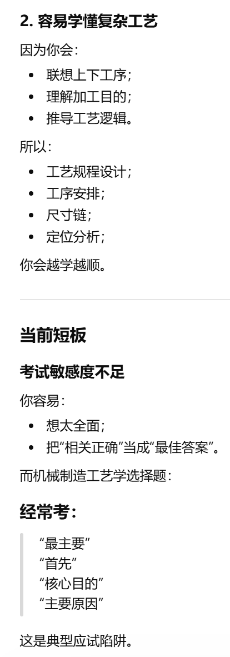 2. 容易学懂复杂工艺
因为你会：
• 联想上下工序；
• 理解加工目的；
• 推导工艺逻辑。
所以：
• 工艺规程设计；
• 工序安排；
• 尺寸链；
• 定位分析；
你会越学越顺。
当前短板
考试敏感度不足
你容易：
• 想太全面；
• 把“相关正确”当成“最佳答案”。
而机械制造工艺学选择题：
经常考：
“最主要”
“首先”
“核心目的”
“主要原因”
这是典型应试陷阱。